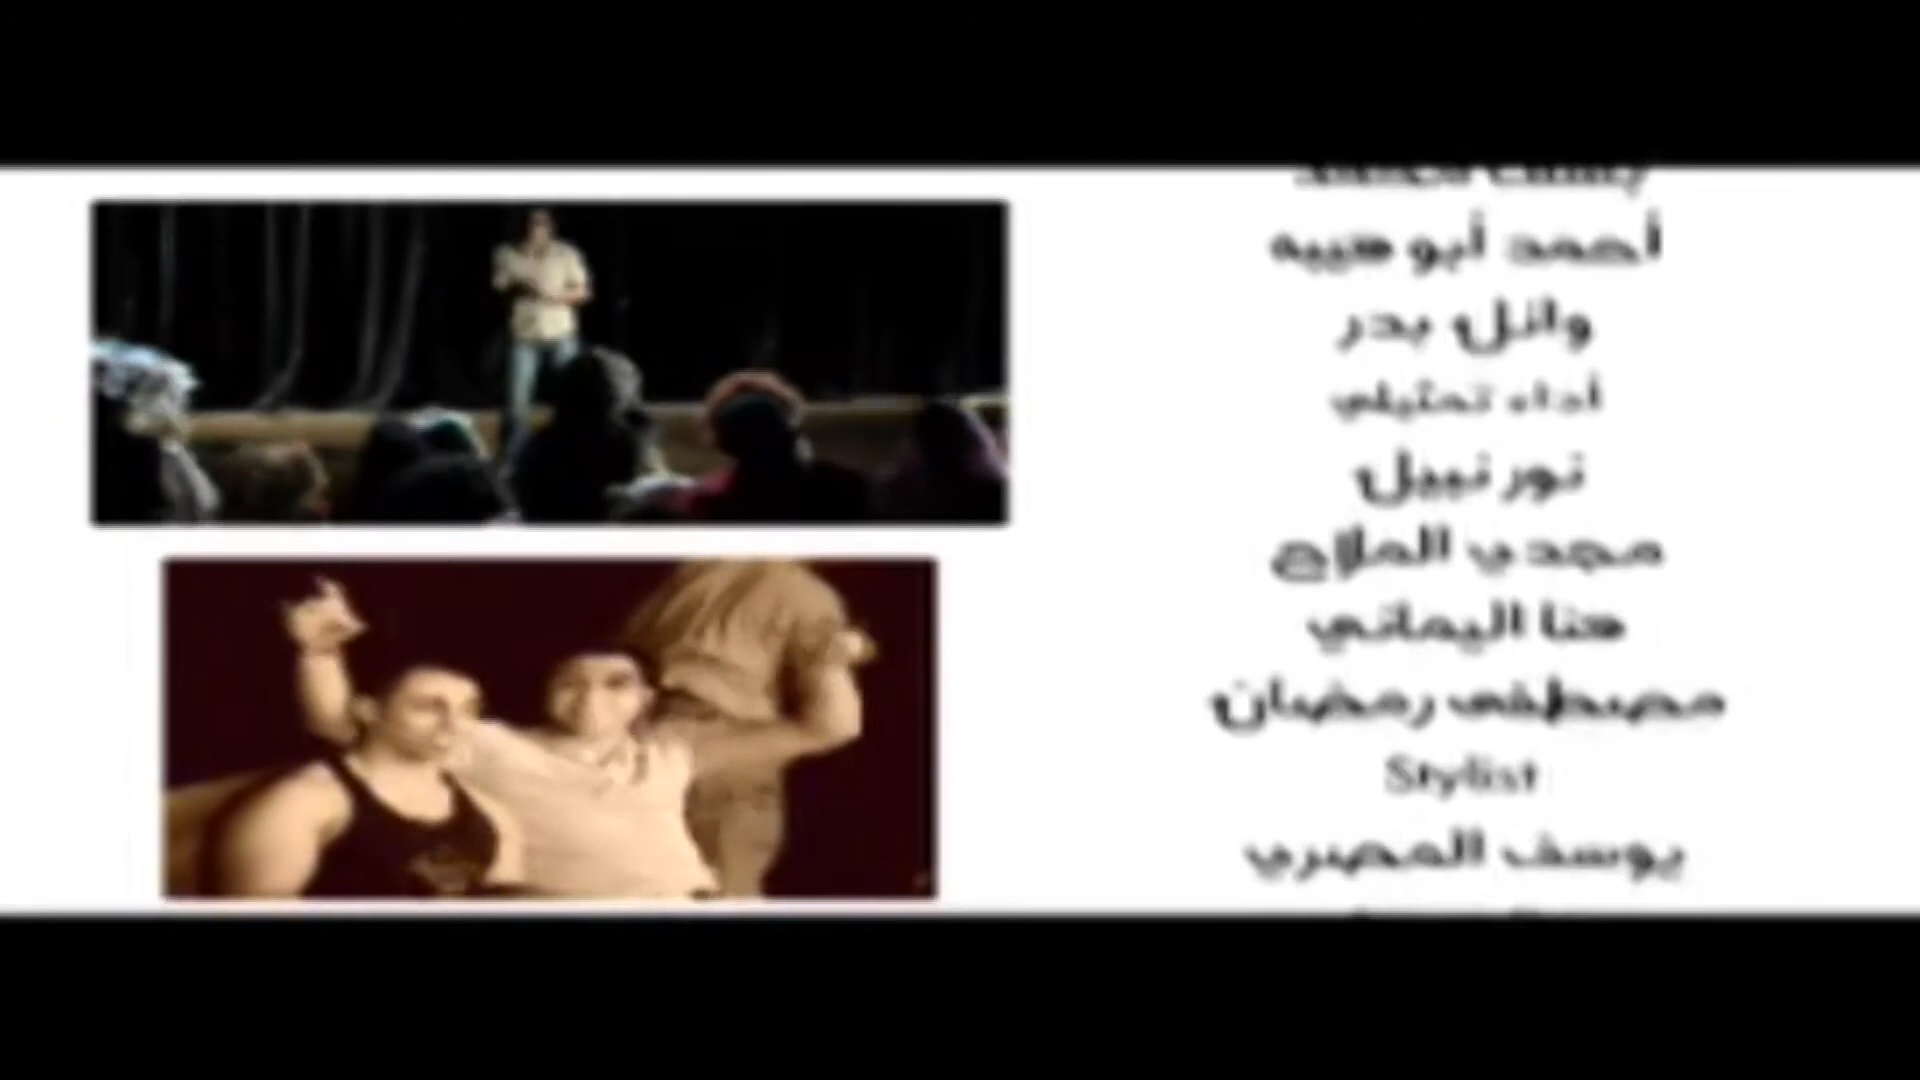 أحمد أبو هيبه
وائل بدر
أداء تمثيلي
نور نبيل
مجدي الملاح
هنا اليماني
مصطفى رمضان
Stylist
يوسف المصري